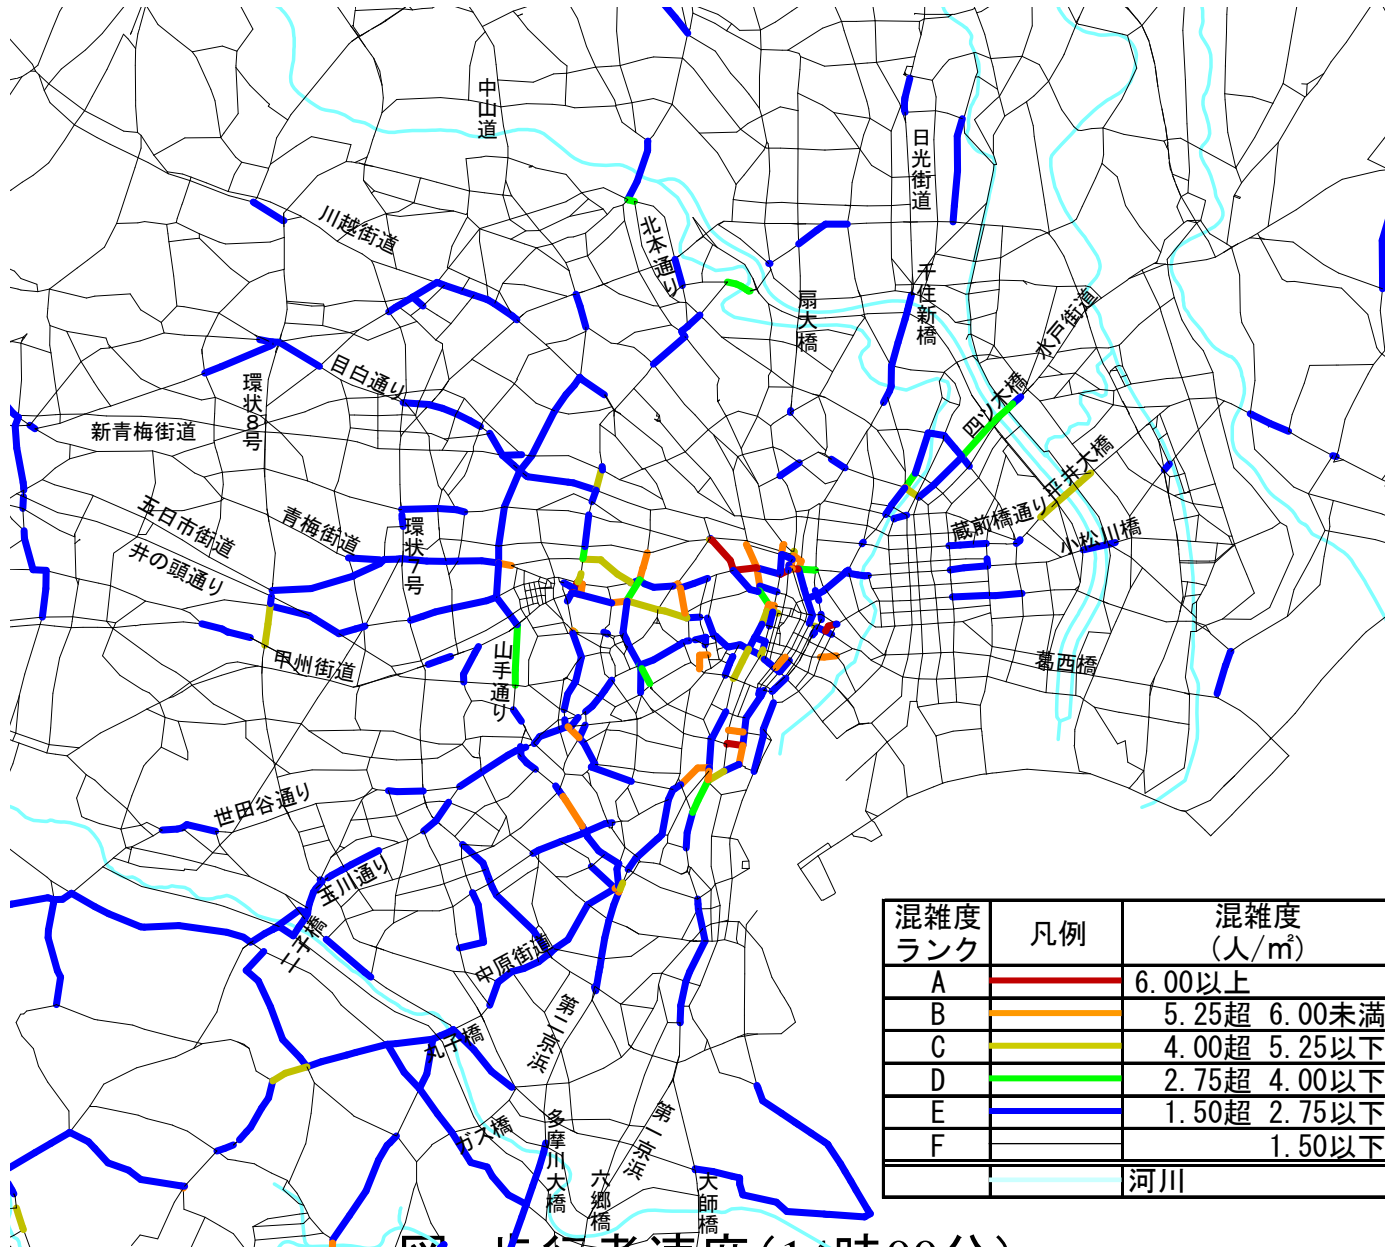 中山道
日光街道
川越街道
北本通り
千住新橋
扇大橋
水戸街道
目白通り
環状8号
四ツ木橋
新青梅街道
平井大橋
五日市街道
青梅街道
環状7号
蔵前橋通り
小松川橋
井の頭通り
甲州街道
山手通り
葛西橋
世田谷通り
玉川通り
二子橋
中原街道
第二京浜
丸子橋
ガス橋
多摩川大橋
第一京浜
六郷橋
大師橋
混雑度ランク 凡例 混雑度(人/㎡)
A 6.00以上
B 5.25超 6.00未満
C 4.00超 5.25以下
D 2.75超 4.00以下
E 1.50超 2.75以下
F 1.50以下
河川